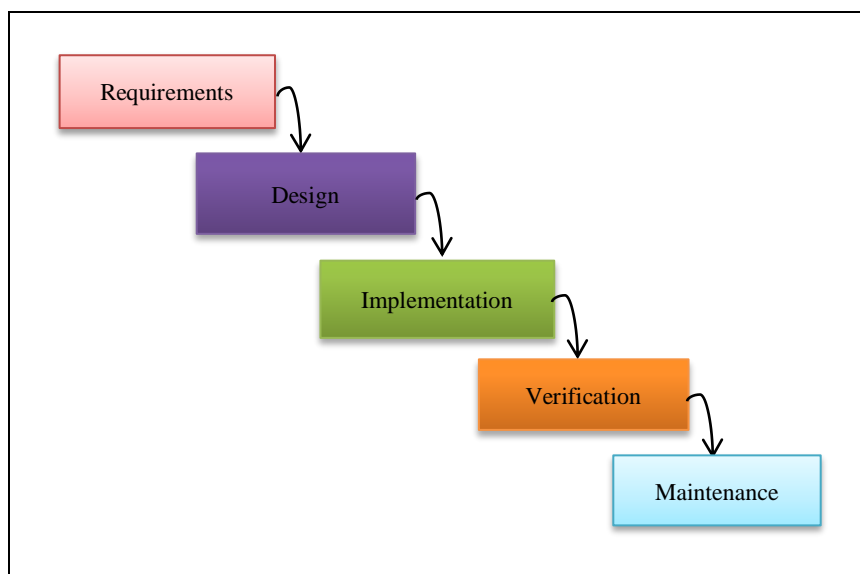 Requirements
Design
Implementation
Verification
Maintenance